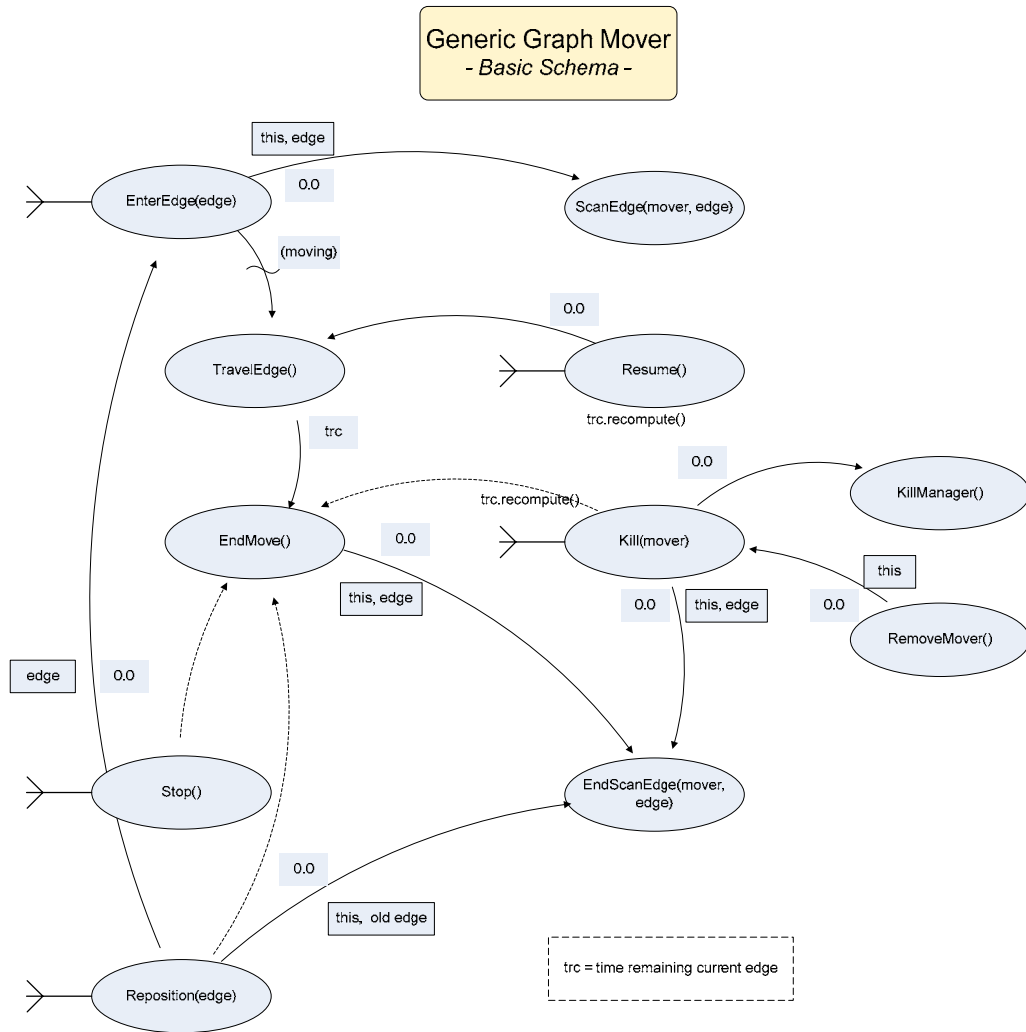 Generic Graph Mover
- Basic Schema -
this, edge
0.0
EnterEdge(edge)
ScanEdge(mover, edge)
(moving)
0.0
TravelEdge()
Resume()
trc.recompute()
trc
0.0
trc.recompute()
KillManager()
EndMove()
0.0
Kill(mover)
this
this, edge
0.0
this, edge
0.0
RemoveMover()
edge
0.0
Stop()
EndScanEdge(mover,
edge)
0.0
this, old edge
trc = time remaining current edge
Reposition(edge)